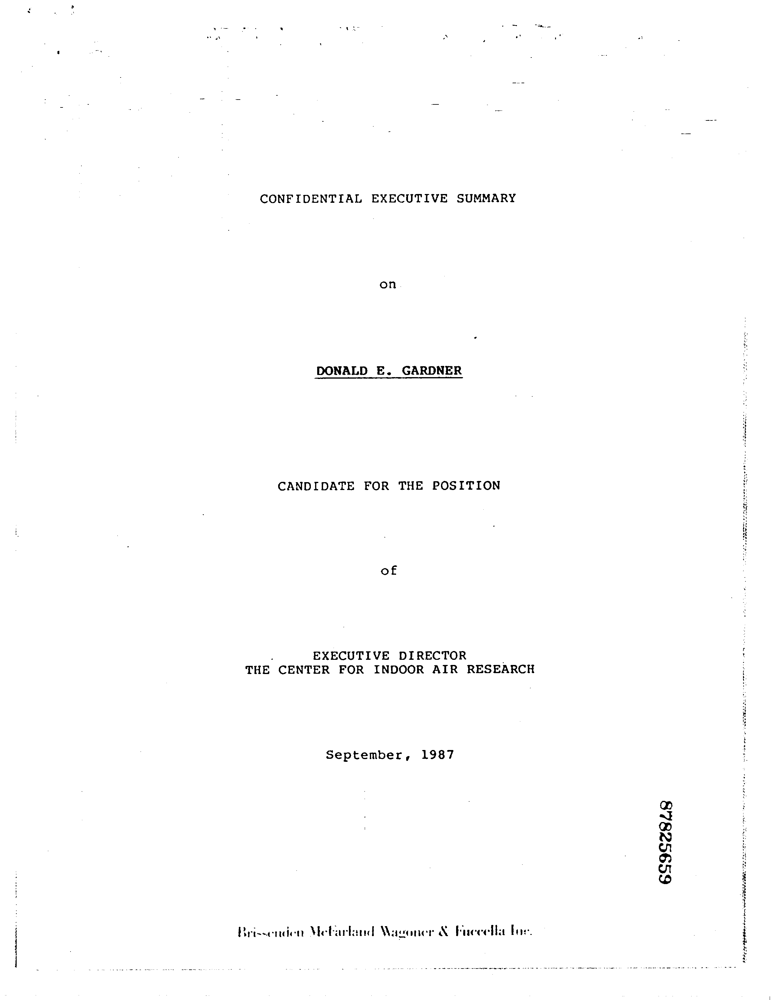 CONFIDENTIAL EXECUTIVE SUMMARY
on
DONALD E. GARDNER
CANDIDATE FOR THE POSITION
of
EXECUTIVE DIRECTOR
THE CENTER FOR INDOOR AIR RESEARCH
September, 1987
87825659
Brissenden McFarland Wagoner & Fuccella Inc.